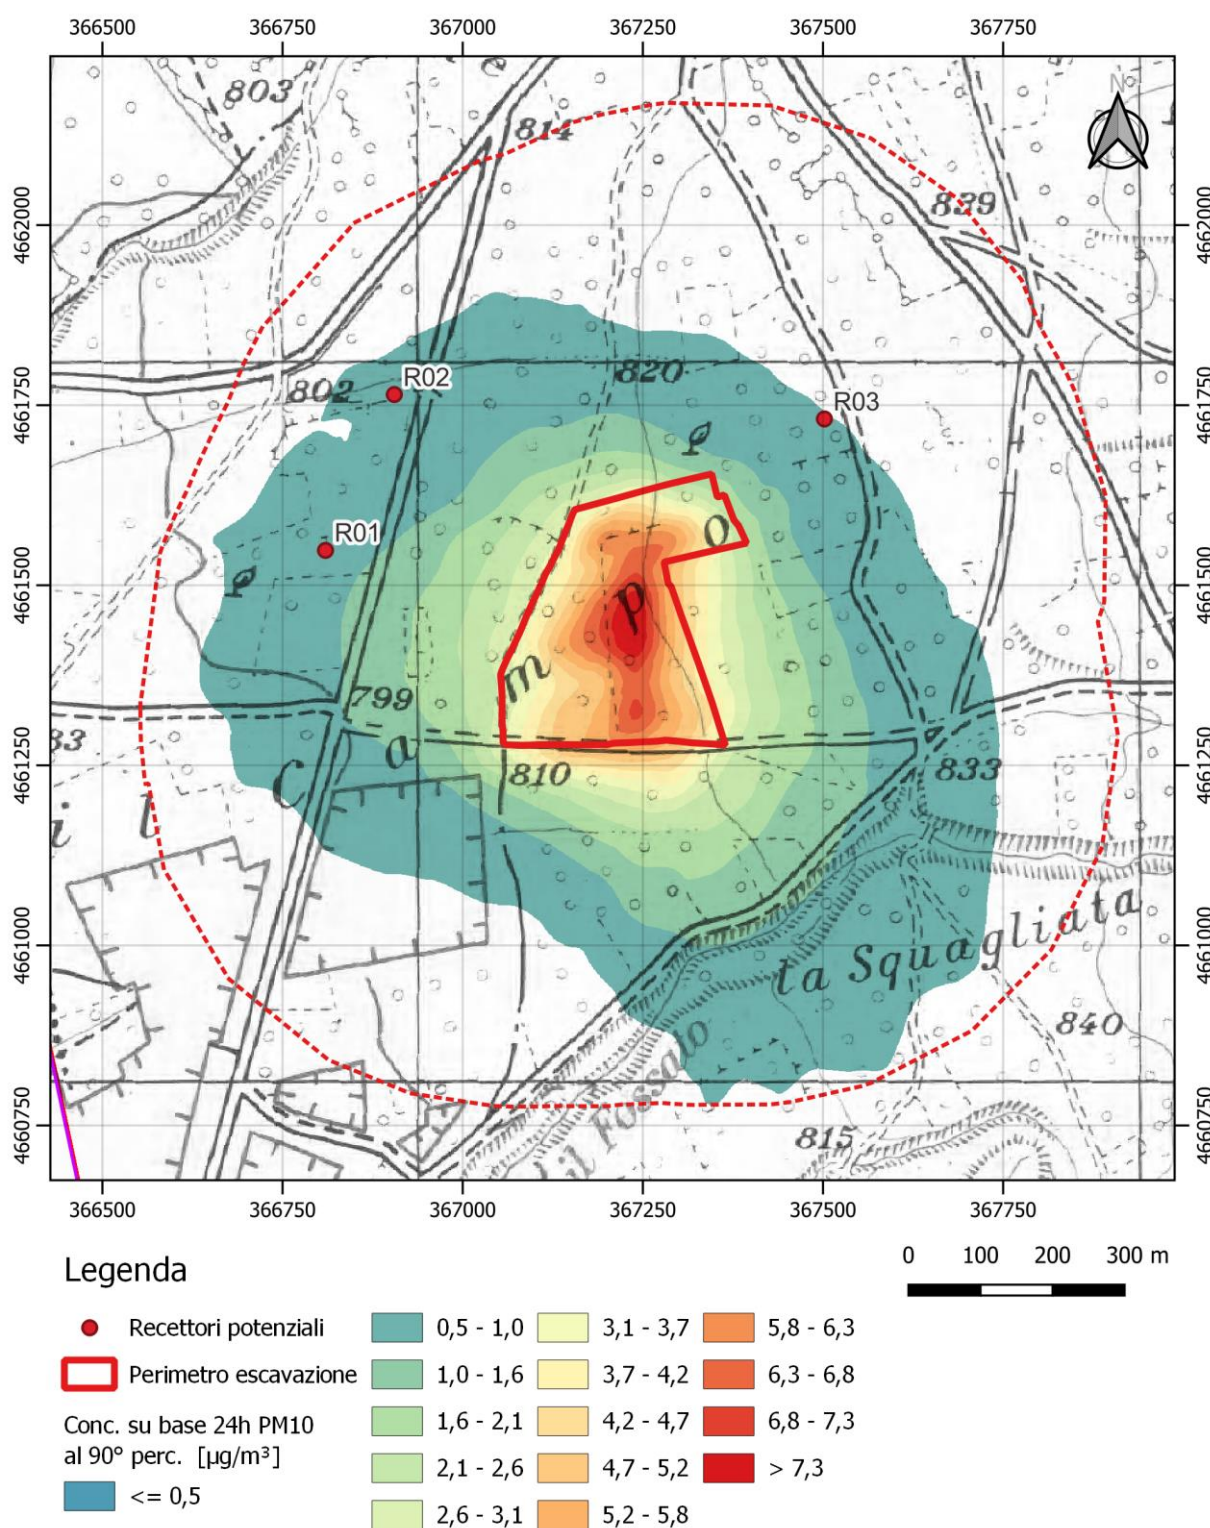 366500 366750 367000 367250 367500 367750
N
803
814
839
4662000 4662000
820
R02
802
R03
4661750 4661750
R01
o
4661500 4661500
p
m
799
a
83
810
833
4661250 4661250
C
i l
4661000 4661000
ta Squagliata
840
il Fossato
815
4660750 4660750
366500 366750 367000 367250 367500 367750
0 100 200 300 m
Legenda
Recettori potenziali
Perimetro escavazione
Conc. su base 24h PM10
al 90° perc. [µg/m³]
<= 0,5
0,5 - 1,0
1,0 - 1,6
1,6 - 2,1
2,1 - 2,6
2,6 - 3,1
3,1 - 3,7
3,7 - 4,2
4,2 - 4,7
4,7 - 5,2
5,2 - 5,8
5,8 - 6,3
6,3 - 6,8
6,8 - 7,3
> 7,3